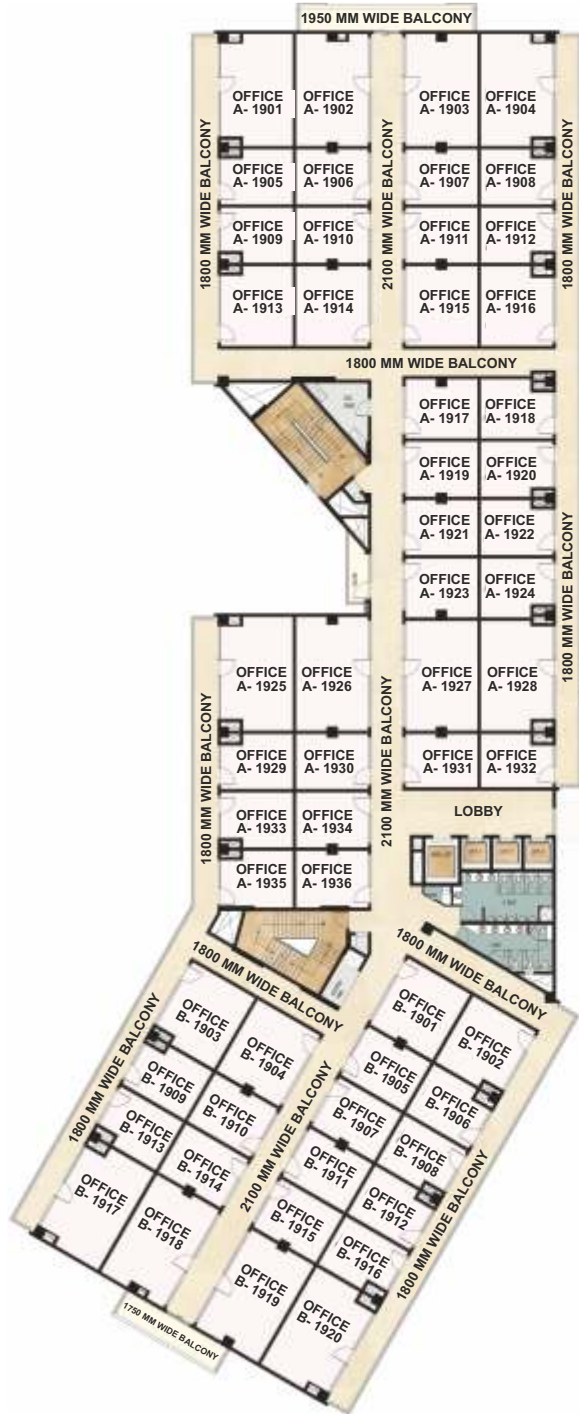 1950 MM WIDE BALCONY
OFFICE
A- 1901
OFFICE
A- 1902
OFFICE
A- 1903
OFFICE
A- 1904
1800 MM WIDE BALCONY
2100 MM WIDE BALCONY
1800 MM WIDE BALCONY
OFFICE
A- 1905
OFFICE
A- 1906
OFFICE
A- 1907
OFFICE
A- 1908
OFFICE
A- 1909
OFFICE
A- 1910
OFFICE
A- 1911
OFFICE
A- 1912
OFFICE
A- 1913
OFFICE
A- 1914
OFFICE
A- 1915
OFFICE
A- 1916
1800 MM WIDE BALCONY
OFFICE
A- 1917
OFFICE
A- 1918
OFFICE
A- 1919
OFFICE
A- 1920
OFFICE
A- 1921
OFFICE
A- 1922
1800 MM WIDE BALCONY
OFFICE
A- 1923
OFFICE
A- 1924
OFFICE
A- 1925
OFFICE
A- 1926
OFFICE
A- 1927
OFFICE
A- 1928
1800 MM WIDE BALCONY
2100 MM WIDE BALCONY
OFFICE
A- 1929
OFFICE
A- 1930
OFFICE
A- 1931
OFFICE
A- 1932
OFFICE
A- 1933
OFFICE
A- 1934
LOBBY
OFFICE
A- 1935
OFFICE
A- 1936
1800 MM WIDE BALCONY
1800 MM WIDE BALCONY
OFFICE
B- 1903
OFFICE
B- 1904
OFFICE
B- 1901
OFFICE
B- 1902
1800 MM WIDE BALCONY
OFFICE
B- 1909
OFFICE
B- 1910
OFFICE
B- 1905
OFFICE
B- 1906
2100 MM WIDE BALCONY
OFFICE
B- 1913
OFFICE
B- 1914
OFFICE
B- 1907
OFFICE
B- 1908
OFFICE
B- 1911
OFFICE
B- 1912
1800 MM WIDE BALCONY
OFFICE
B- 1917
OFFICE
B- 1918
OFFICE
B- 1915
OFFICE
B- 1916
OFFICE
B- 1919
OFFICE
B- 1920
1750 MM WIDE BALCONY